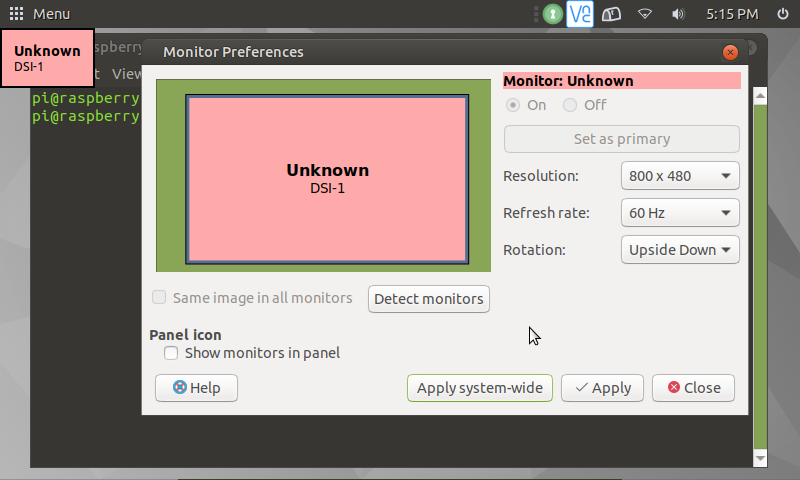 Menu
5:15 PM
Unknown
DSI-1
spberry
Monitor Preferences
t View
pi@raspberry
pi@raspberry
Monitor: Unknown
On Off
Set as primary
Unknown
DSI-1
Resolution: 800 x 480
Refresh rate: 60 Hz
Rotation: Upside Down
Same image in all monitors
Detect monitors
Panel icon
Show monitors in panel
Help
Apply system-wide
Apply
Close